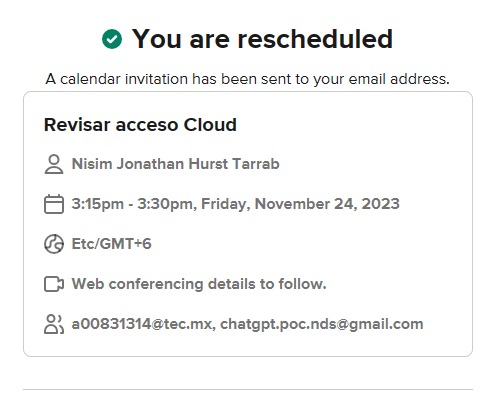 You are rescheduled
A calendar invitation has been sent to your email address.
Revisar acceso Cloud
Nisim Jonathan Hurst Tarrab
3:15pm - 3:30pm, Friday, November 24, 2023
Etc/GMT+6
Web conferencing details to follow.
a00831314@tec.mx, chatgpt.poc.nds@gmail.com